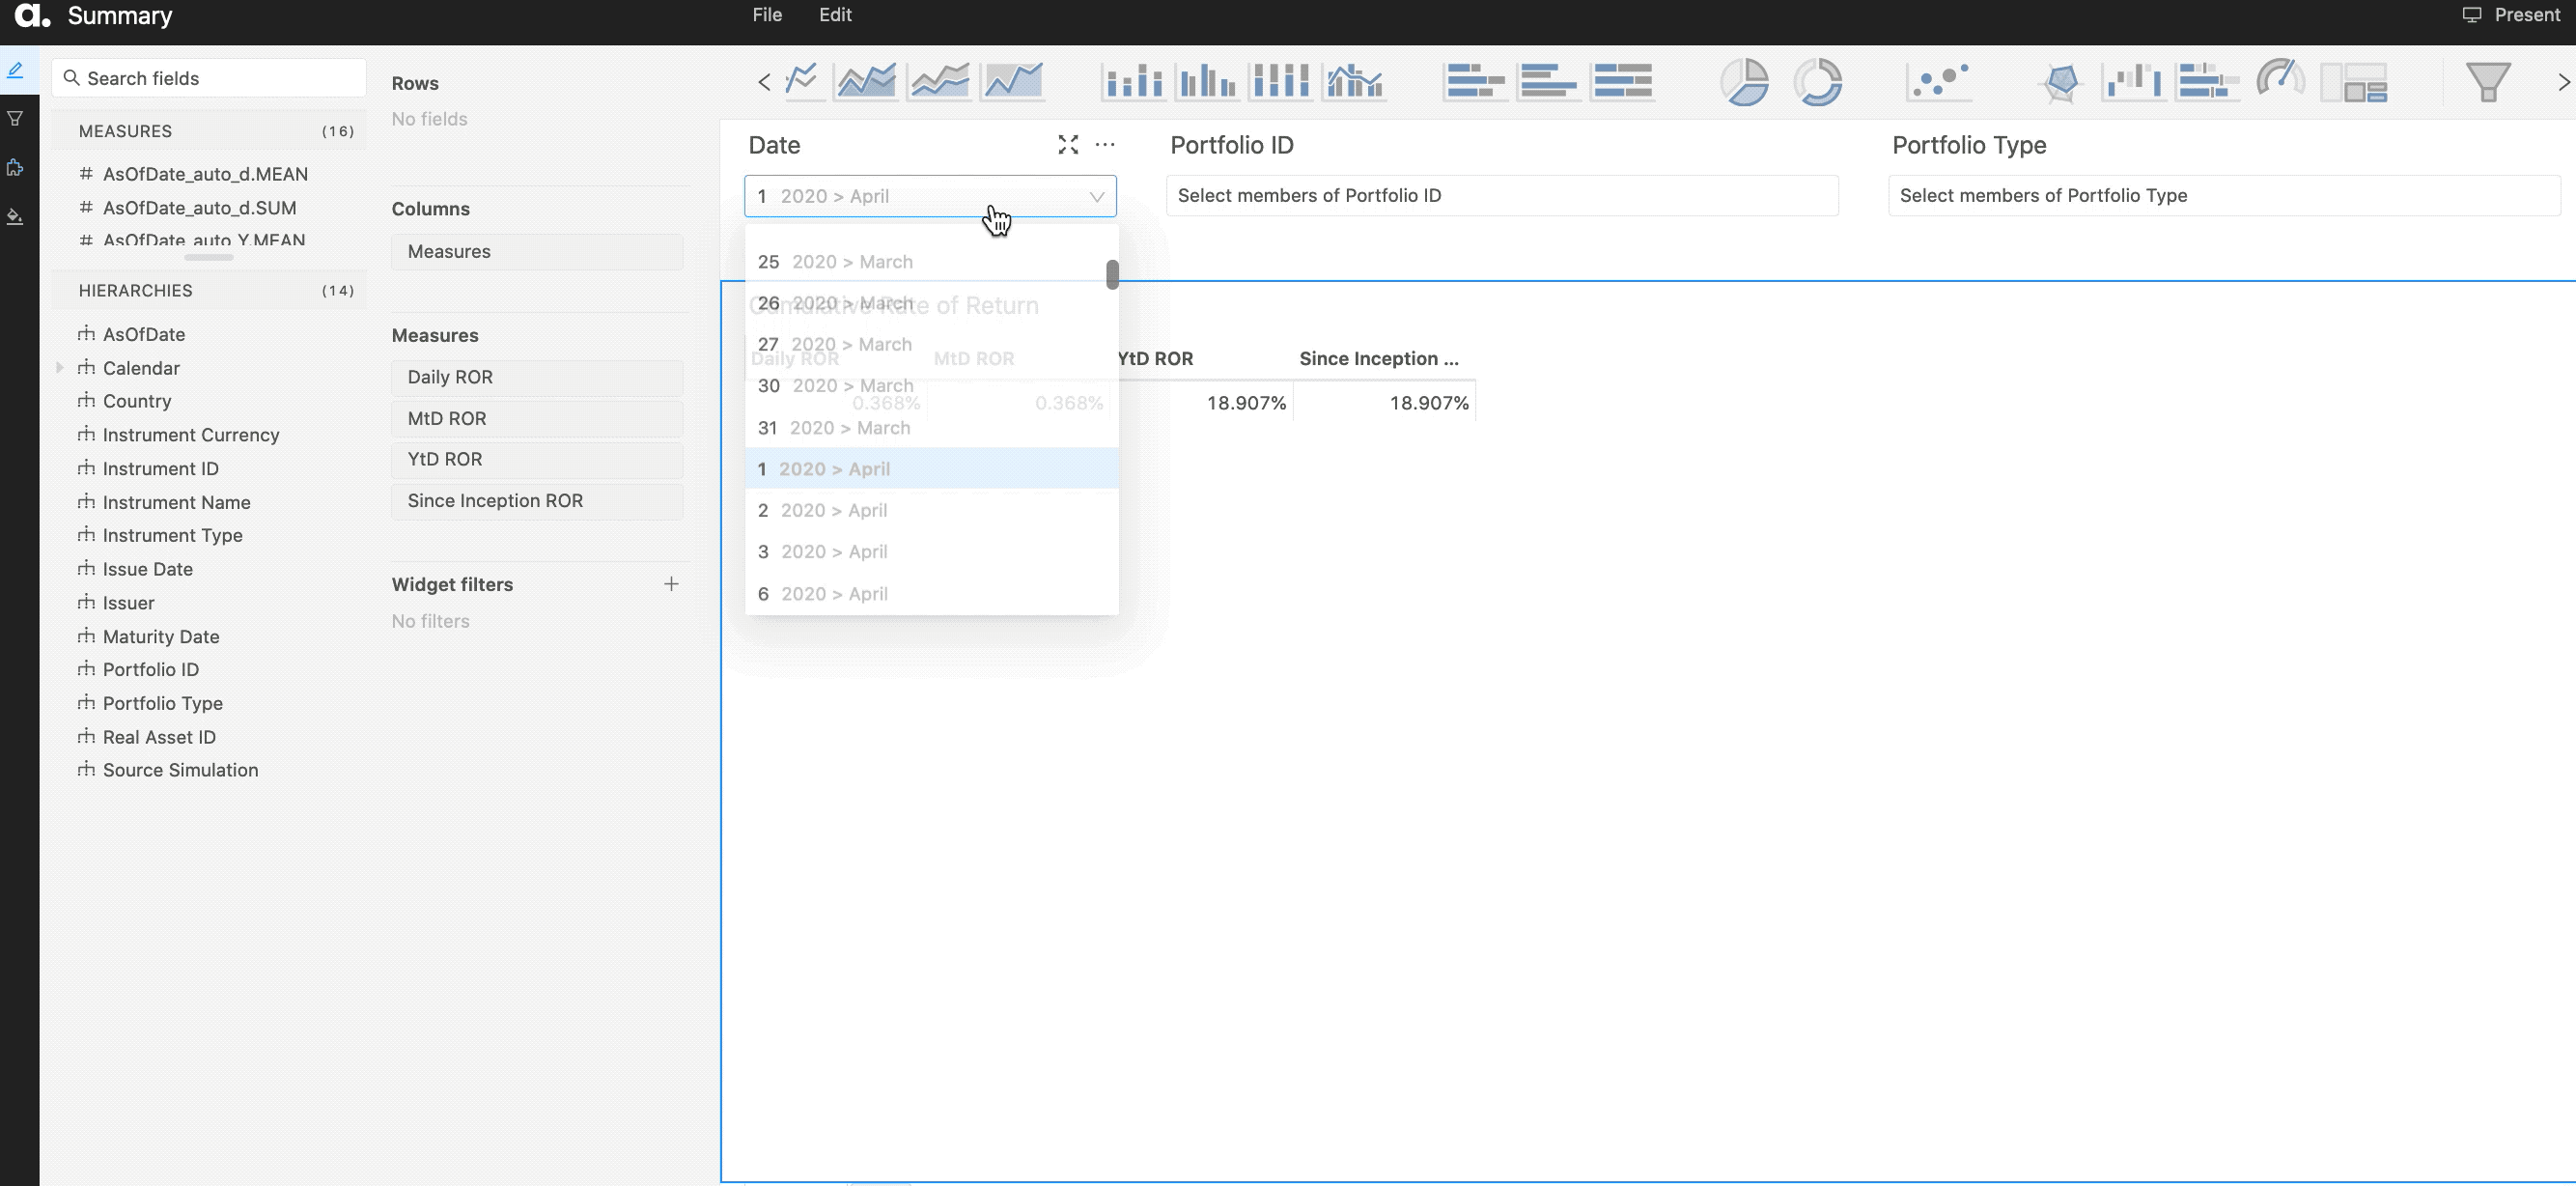 a. Summary
File Edit
Present
Search fields
MEASURES (16)
# AsOfDate_auto_d.MEAN
# AsOfDate_auto_d.SUM
# AsOfDate_auto_Y.MEAN
HIERARCHIES (14)
AsOfDate
Calendar
Country
Instrument Currency
Instrument ID
Instrument Name
Instrument Type
Issue Date
Issuer
Maturity Date
Portfolio ID
Portfolio Type
Real Asset ID
Source Simulation
Rows
No fields
Columns
Measures
Measures
Daily ROR
MtD ROR
YtD ROR
Since Inception ROR
Widget filters +
No filters
Date
1 2020 > April
25 2020 > March
26 2020 > March
27 2020 > March
30 2020 > March
31 2020 > March
1 2020 > April
2 2020 > April
3 2020 > April
6 2020 > April
Portfolio ID
Select members of Portfolio ID
Portfolio Type
Select members of Portfolio Type
Cumulative Rate of Return
Daily ROR MtD ROR YtD ROR Since Inception ...
0.368% 0.368% 18.907% 18.907%